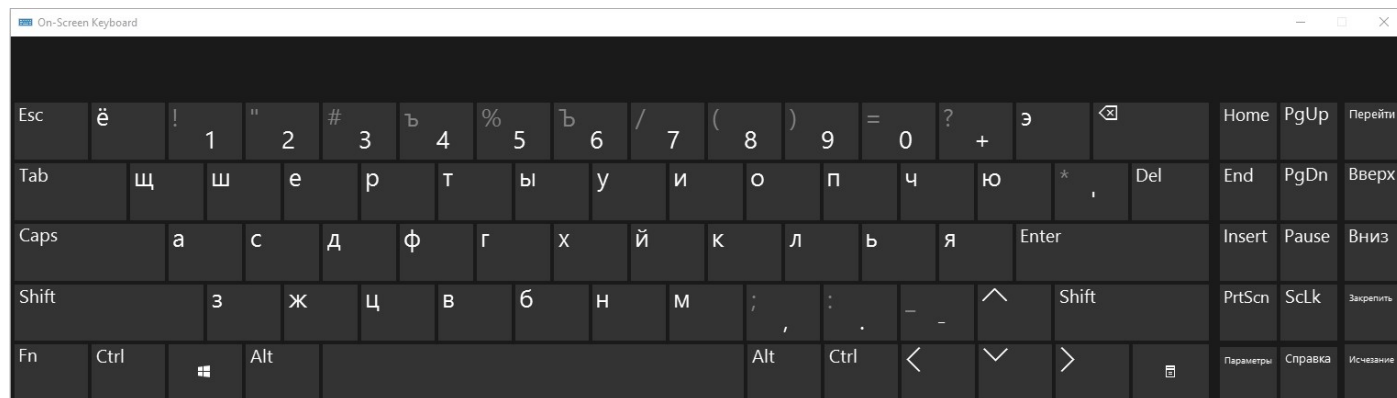 On-Screen Keyboard
Esc ё ! 1 " 2 # 3 ъ 4 % 5 Ъ 6 / 7 ( 8 ) 9 = 0 ? + э Home PgUp Перейти
Tab щ ш е р т ы у и о п ч ю * ' Del End PgDn Вверх
Caps а с д ф г х й к л ь я Enter Insert Pause Вниз
Shift з ж ц в б н м ; , : . _ - Shift PrtScn ScLk Закрепить
Fn Ctrl Alt Alt Ctrl Параметры Справка Исчезание